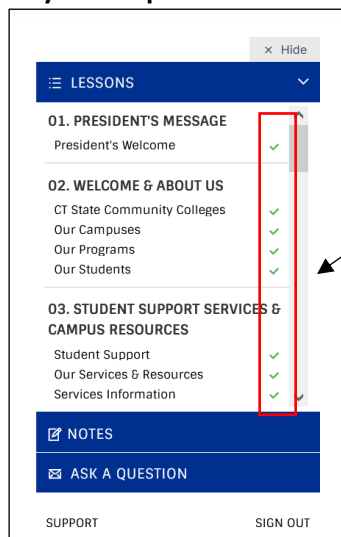 × Hide
LESSONS
01. PRESIDENT'S MESSAGE
President's Welcome
02. WELCOME & ABOUT US
CT State Community Colleges
Our Campuses
Our Programs
Our Students
03. STUDENT SUPPORT SERVICES &
CAMPUS RESOURCES
Student Support
Our Services & Resources
Services Information
NOTES
ASK A QUESTION
SUPPORT SIGN OUT